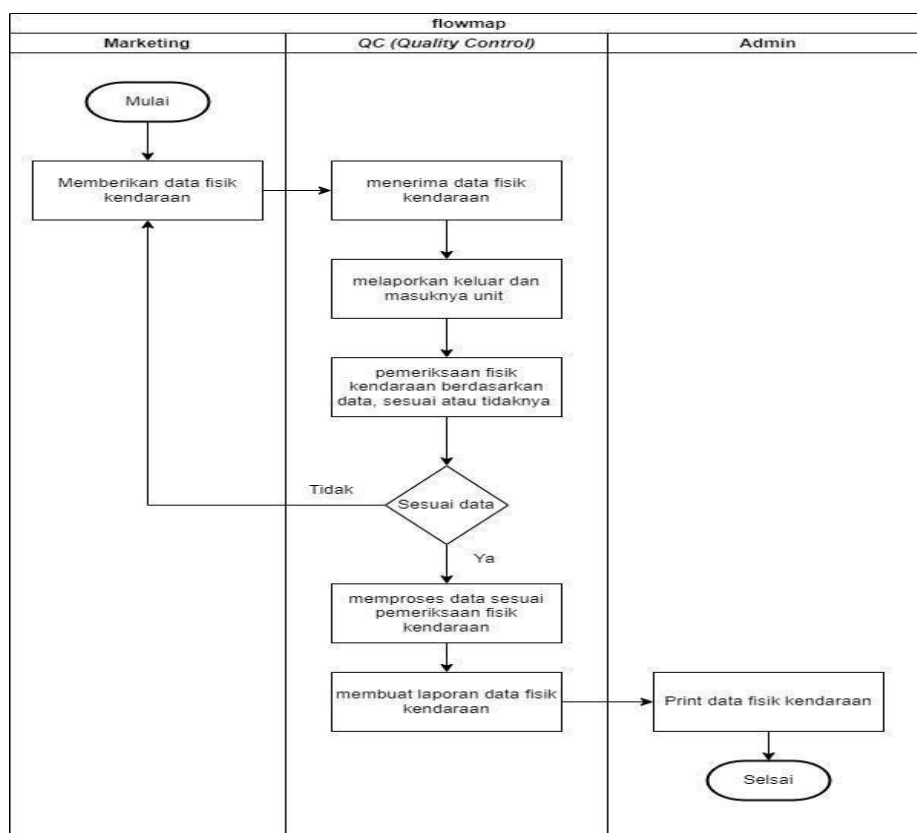 flowmap
Marketing
QC (Quality Control)
Admin
Mulai
Memberikan data fisik
kendaraan
menerima data fisik
kendaraan
melaporkan keluar dan
masuknya unit
pemeriksaan fisik
kendaraan berdasarkan
data, sesuai atau tidaknya
Tidak
Sesuai data
Ya
memproses data sesuai
pemeriksaan fisik
kendaraan
membuat laporan data fisik
kendaraan
Print data fisik kendaraan
Selsai